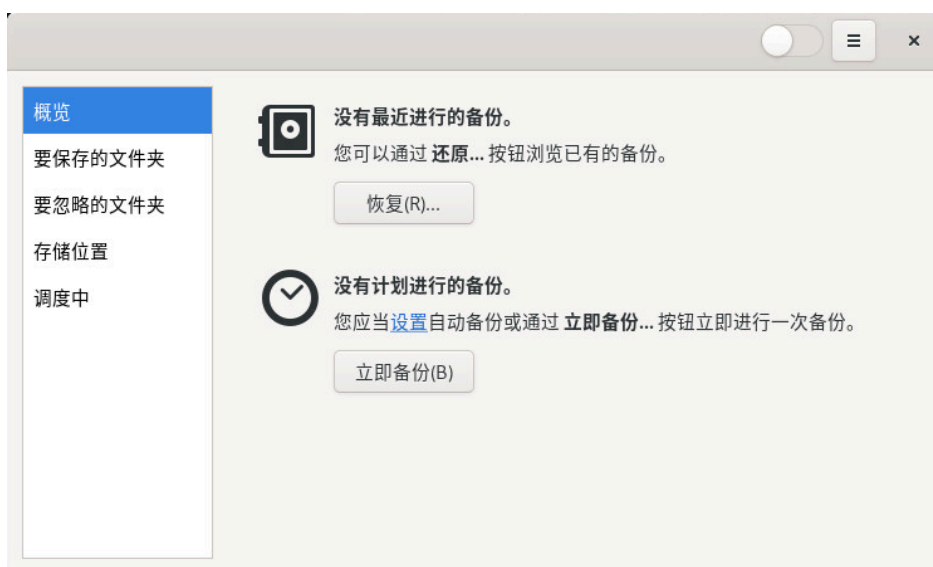 概览
要保存的文件夹
要忽略的文件夹
存储位置
调度中
没有最近进行的备份。
您可以通过 还原... 按钮浏览已有的备份。
恢复(R)...
没有计划进行的备份。
您应当设置自动备份或通过 立即备份... 按钮立即进行一次备份。
立即备份(B)